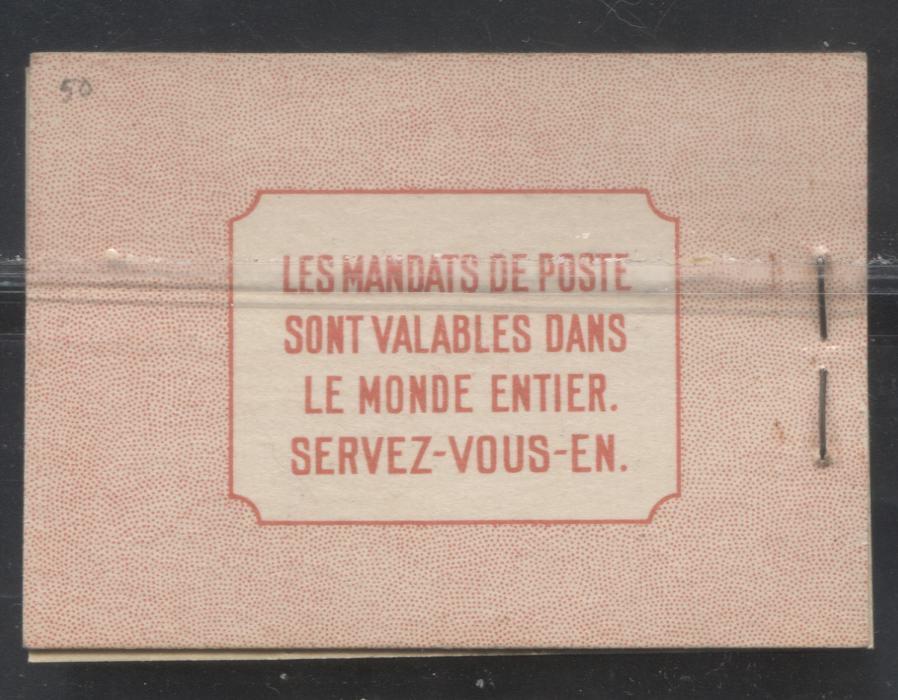 50
LES MANDATS DE POSTE
SONT VALABLES DANS
LE MONDE ENTIER.
SERVEZ-VOUS-EN.